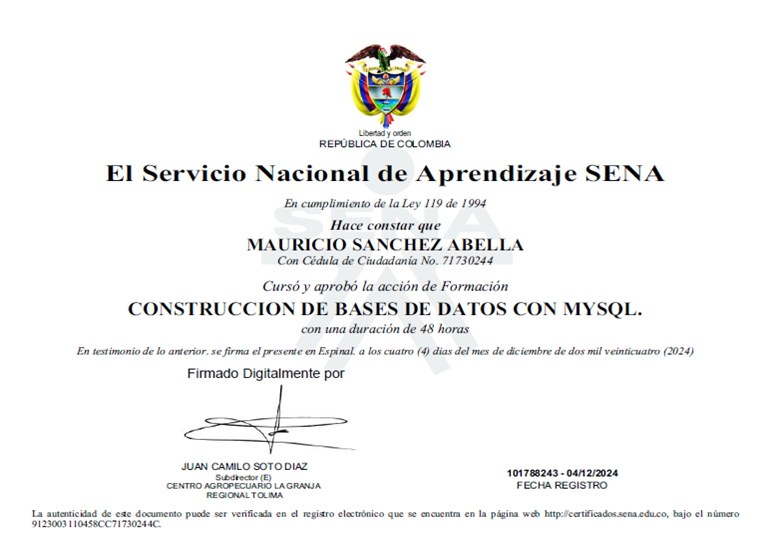 Libertad y orden
REPÚBLICA DE COLOMBIA
El Servicio Nacional de Aprendizaje SENA
En cumplimiento de la Ley 119 de 1994
SENA
Hace constar que
MAURICIO SANCHEZ ABELLA
Con Cédula de Ciudadanía No. 71730244
Cursó y aprobó la acción de Formación
CONSTRUCCION DE BASES DE DATOS CON MYSQL.
con una duración de 48 horas
En testimonio de lo anterior. se firma el presente en Espinal. a los cuatro (4) días del mes de diciembre de dos mil veinticuatro (2024)
Firmado Digitalmente por
JUAN CAMILO SOTO DIAZ
Subdirector (E)
CENTRO AGROPECUARIO LA GRANJA
REGIONAL TOLIMA
101788243 - 04/12/2024
FECHA REGISTRO
La autenticidad de este documento puede ser verificada en el registro electrónico que se encuentra en la página web http://certificados.sena.edu.co, bajo el número
9123003110458CC71730244C.